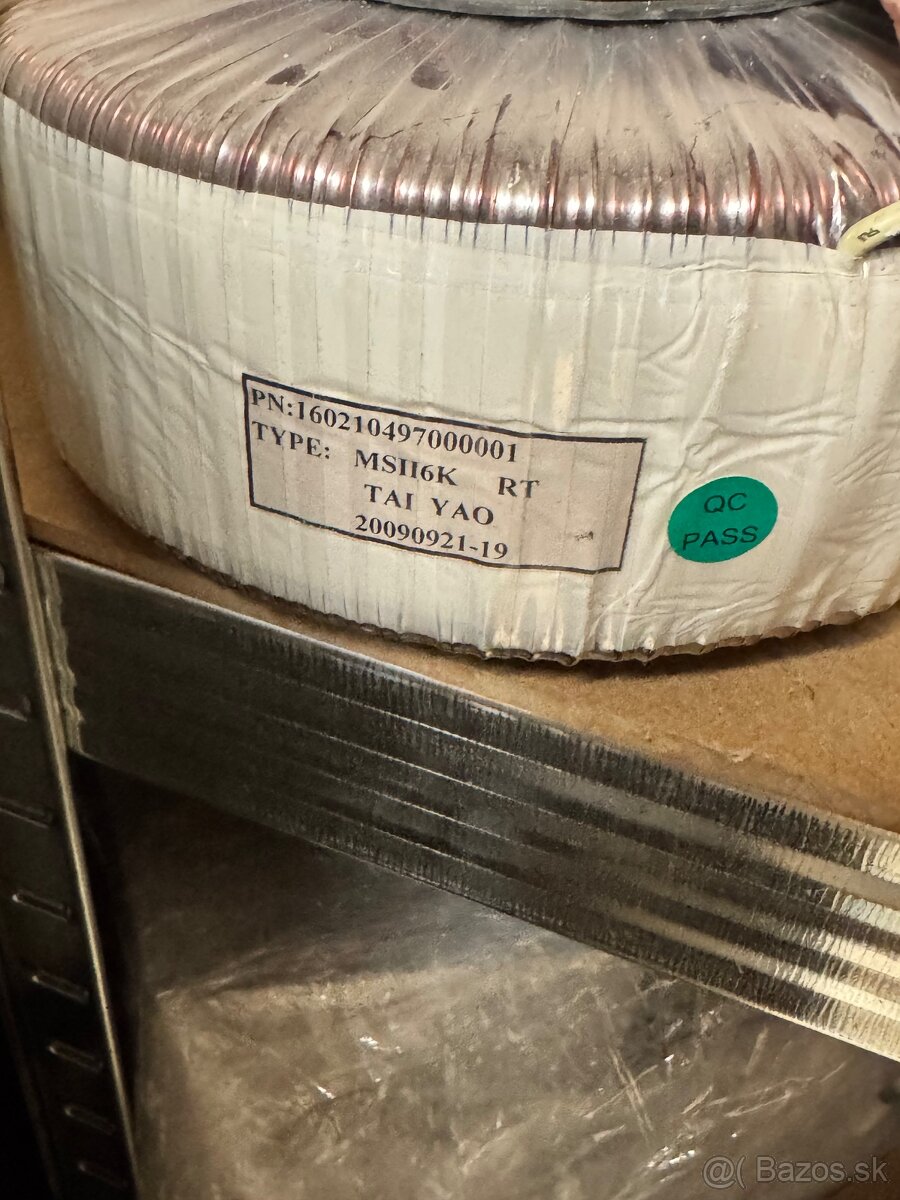 PN:160210497000001
TYPE: MSII6K RT
TAI YAO
20090921-19
QC
PASS
@( Bazos.sk